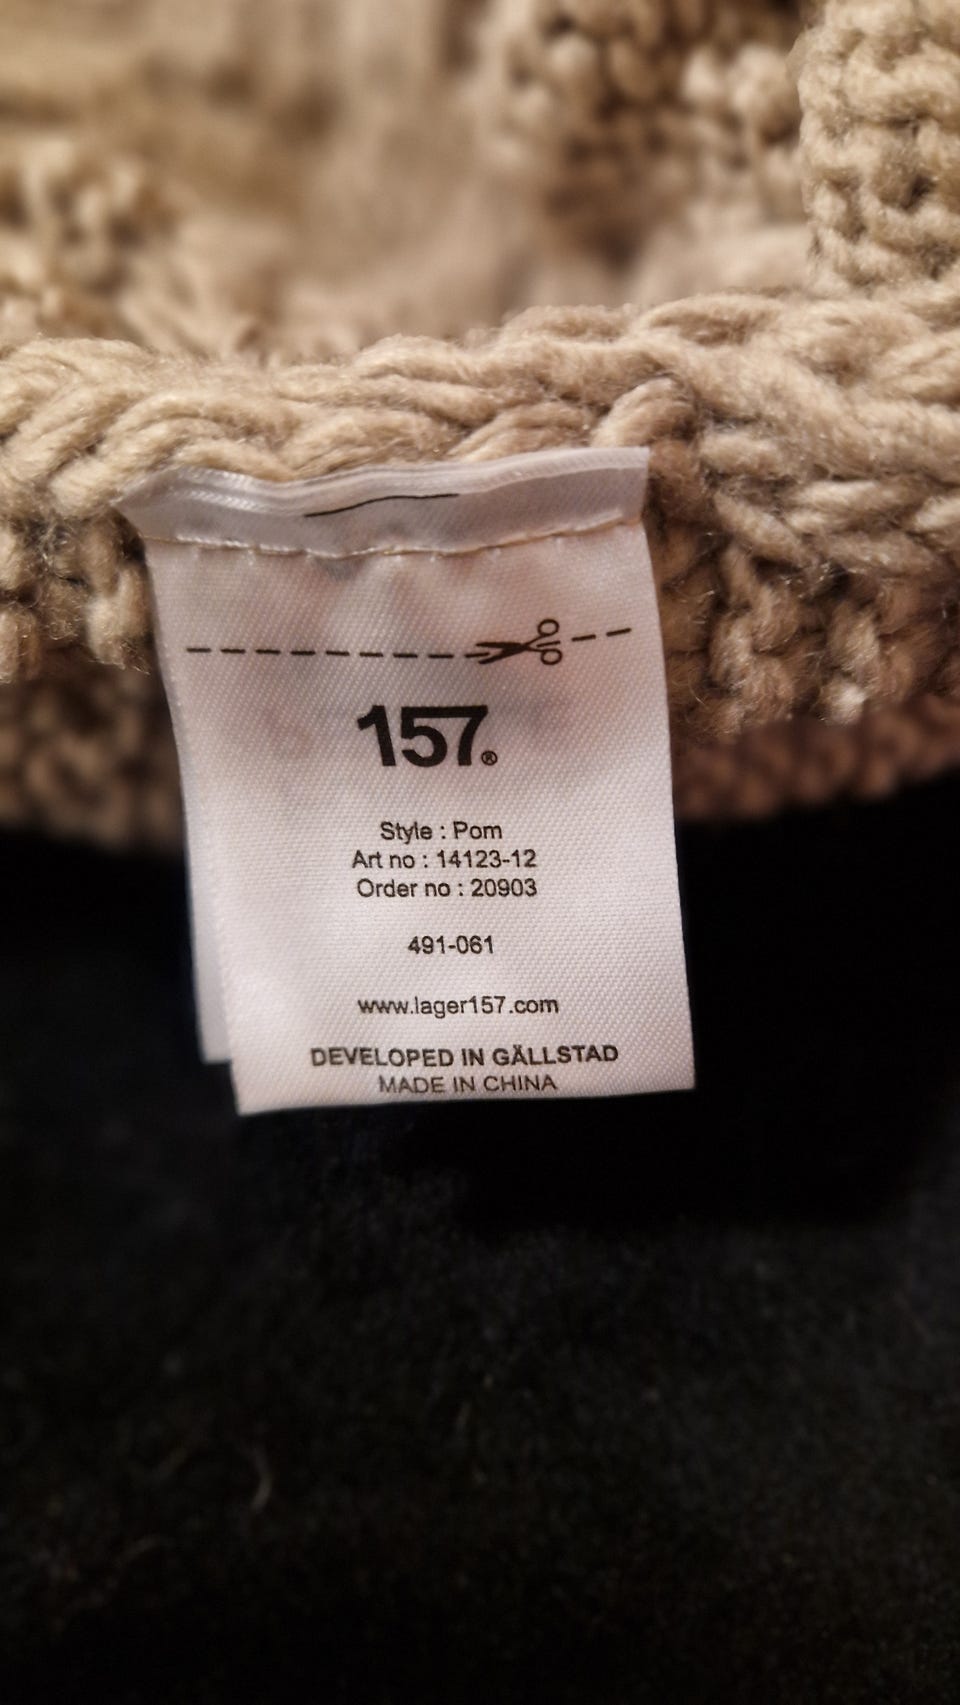 157®
Style : Pom
Art no : 14123-12
Order no : 20903
491-061
www.lager157.com
DEVELOPED IN GÄLLSTAD
MADE IN CHINA